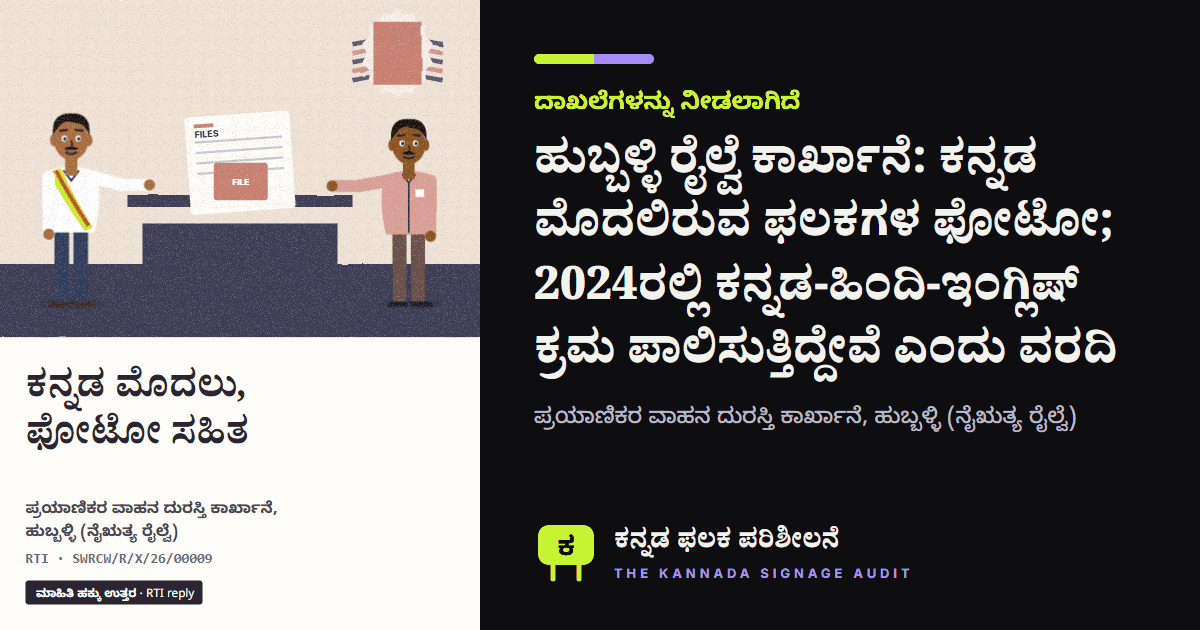 FILES
FILE
ಕನ್ನಡ ಮೊದಲು,
ಫೋಟೋ ಸಹಿತ
ಪ್ರಯಾಣಿಕರ ವಾಹನ ದುರಸ್ತಿ ಕಾರ್ಖಾನೆ,
ಹುಬ್ಬಳ್ಳಿ (ನೈಋತ್ಯ ರೈಲ್ವೆ)
RTI · SWRCW/R/X/26/00009
ಮಾಹಿತಿ ಹಕ್ಕು ಉತ್ತರ · RTI reply
ದಾಖಲೆಗಳನ್ನು ನೀಡಲಾಗಿದೆ
ಹುಬ್ಬಳ್ಳಿ ರೈಲ್ವೆ ಕಾರ್ಖಾನೆ: ಕನ್ನಡ
ಮೊದಲಿರುವ ಫಲಕಗಳ ಫೋಟೋ;
2024ರಲ್ಲಿ ಕನ್ನಡ-ಹಿಂದಿ-ಇಂಗ್ಲಿಷ್
ಕ್ರಮ ಪಾಲಿಸುತ್ತಿದ್ದೇವೆ ಎಂದು ವರದಿ
ಪ್ರಯಾಣಿಕರ ವಾಹನ ದುರಸ್ತಿ ಕಾರ್ಖಾನೆ, ಹುಬ್ಬಳ್ಳಿ (ನೈಋತ್ಯ ರೈಲ್ವೆ)
ಕ
ಕನ್ನಡ ಫಲಕ ಪರಿಶೀಲನೆ
THE KANNADA SIGNAGE AUDIT